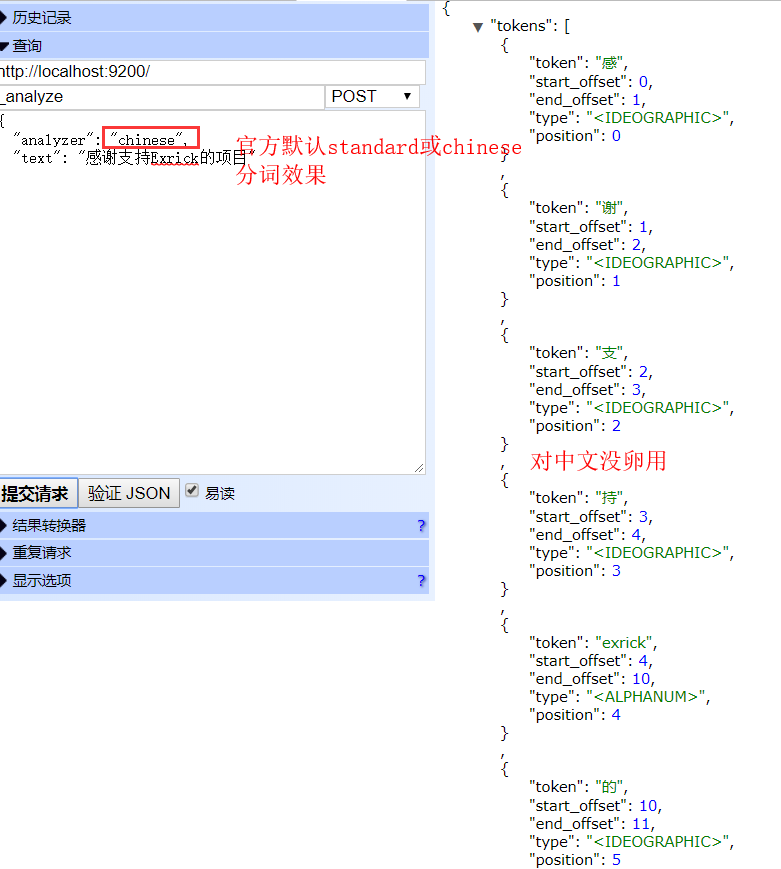 历史记录
查询
http://localhost:9200/
_analyze
POST
{
"analyzer": "chinese",
"text": "感谢支持Exrick的项目"
官方默认standard或chinese
分词效果
提交请求
验证 JSON
易读
结果转换器
?
重复请求
显示选项
?
{
"tokens": [
{
"token": "感",
"start_offset": 0,
"end_offset": 1,
"type": "<IDEOGRAPHIC>",
"position": 0
}
,
{
"token": "谢",
"start_offset": 1,
"end_offset": 2,
"type": "<IDEOGRAPHIC>",
"position": 1
}
,
{
"token": "支",
"start_offset": 2,
"end_offset": 3,
"type": "<IDEOGRAPHIC>",
"position": 2
}
,
对中文没卵用
{
"token": "持",
"start_offset": 3,
"end_offset": 4,
"type": "<IDEOGRAPHIC>",
"position": 3
}
,
{
"token": "exrick",
"start_offset": 4,
"end_offset": 10,
"type": "<ALPHANUM>",
"position": 4
}
,
{
"token": "的",
"start_offset": 10,
"end_offset": 11,
"type": "<IDEOGRAPHIC>",
"position": 5